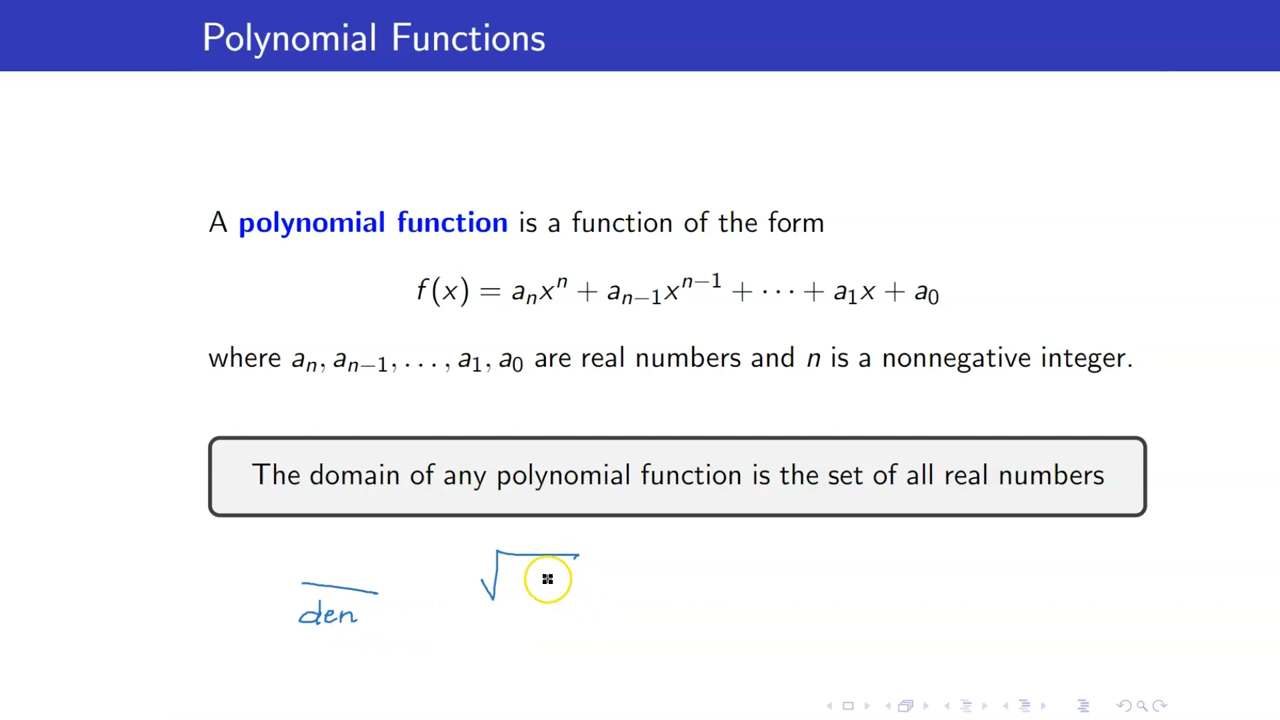 Polynomial Functions
A polynomial function is a function of the form
f(x) = aₙxⁿ + aₙ₋₁xⁿ⁻¹ + ⋯ + a₁x + a₀
where aₙ, aₙ₋₁, . . . , a₁, a₀ are real numbers and n is a nonnegative integer.
The domain of any polynomial function is the set of all real numbers
√
den